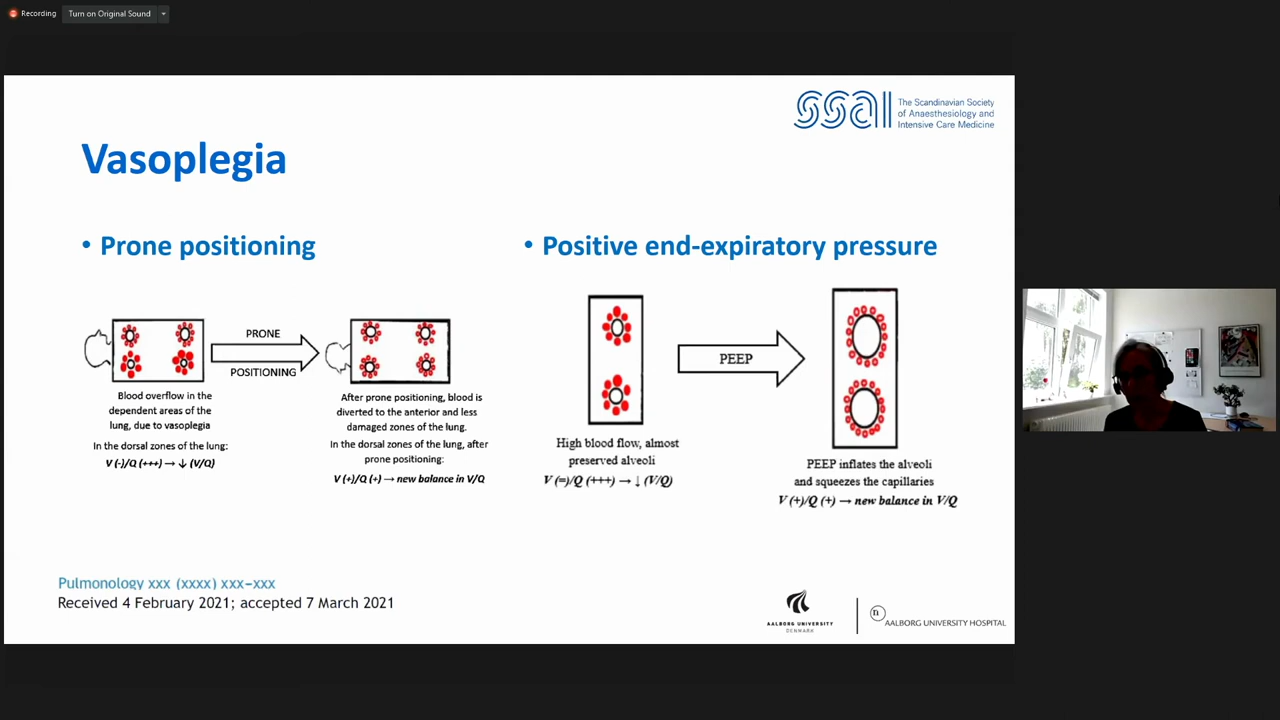 Recording
Turn on Original Sound
ssai
The Scandinavian Society
of Anaesthesiology and
Intensive Care Medicine
Vasoplegia
• Prone positioning
• Positive end-expiratory pressure
PRONE
POSITIONING
Blood overflow in the
dependent areas of the
lung, due to vasoplegia
In the dorsal zones of the lung:
V (-)/Q (+++) → ↓ (V/Q)
After prone positioning, blood is
diverted to the anterior and less
damaged zones of the lung.
In the dorsal zones of the lung, after
prone positioning:
V (+)/Q (+) → new balance in V/Q
PEEP
High blood flow, almost
preserved alveoli
V (=)/Q (+++) → ↓ (V/Q)
PEEP inflates the alveoli
and squeezes the capillaries
V (+)/Q (+) → new balance in V/Q
Pulmonology xxx (xxxx) xxx–xxx
Received 4 February 2021; accepted 7 March 2021
AALBORG UNIVERSITY
DENMARK
n
AALBORG UNIVERSITY HOSPITAL